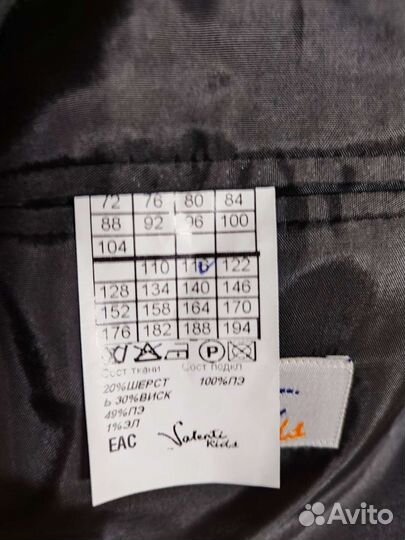 72 76 80 84
88 92 96 100
104
110 116 122
128 134 140 146
152 158 164 170
176 182 188 194
P
Сост ткани Сост подкл
20%ШЕРСТ 100%ПЭ
Ь 30%ВИСК
49%ПЭ
1%ЭЛ
ЕАС Valenti
Kids
Avito